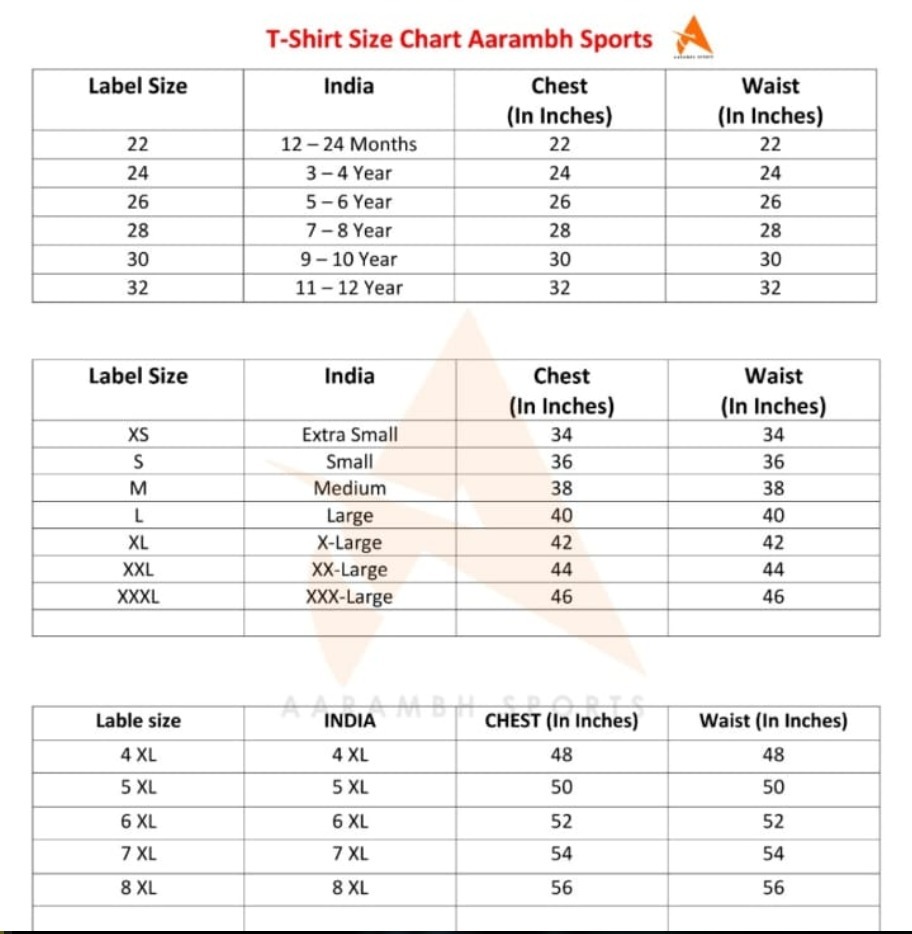 T-Shirt Size Chart Aarambh Sports
Label Size India Chest (In Inches) Waist (In Inches)
22 12 – 24 Months 22 22
24 3 – 4 Year 24 24
26 5 – 6 Year 26 26
28 7 – 8 Year 28 28
30 9 – 10 Year 30 30
32 11 – 12 Year 32 32
Label Size India Chest (In Inches) Waist (In Inches)
XS Extra Small 34 34
S Small 36 36
M Medium 38 38
L Large 40 40
XL X-Large 42 42
XXL XX-Large 44 44
XXXL XXX-Large 46 46
AARAMBH SPORTS
Lable size INDIA CHEST (In Inches) Waist (In Inches)
4 XL 4 XL 48 48
5 XL 5 XL 50 50
6 XL 6 XL 52 52
7 XL 7 XL 54 54
8 XL 8 XL 56 56